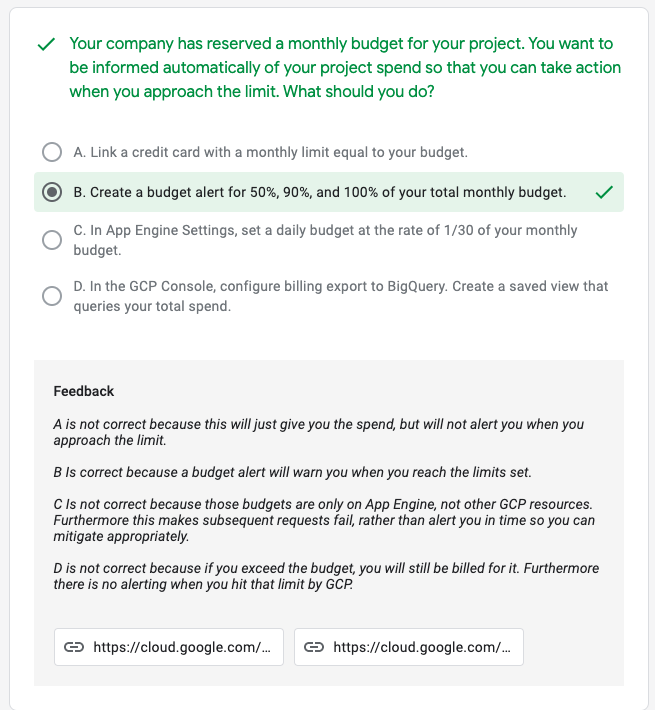 Your company has reserved a monthly budget for your project. You want to
be informed automatically of your project spend so that you can take action
when you approach the limit. What should you do?
A. Link a credit card with a monthly limit equal to your budget.
B. Create a budget alert for 50%, 90%, and 100% of your total monthly budget.
C. In App Engine Settings, set a daily budget at the rate of 1/30 of your monthly
budget.
D. In the GCP Console, configure billing export to BigQuery. Create a saved view that
queries your total spend.
Feedback
A is not correct because this will just give you the spend, but will not alert you when you
approach the limit.
B Is correct because a budget alert will warn you when you reach the limits set.
C Is not correct because those budgets are only on App Engine, not other GCP resources.
Furthermore this makes subsequent requests fail, rather than alert you in time so you can
mitigate appropriately.
D is not correct because if you exceed the budget, you will still be billed for it. Furthermore
there is no alerting when you hit that limit by GCP.
https://cloud.google.com/... https://cloud.google.com/...